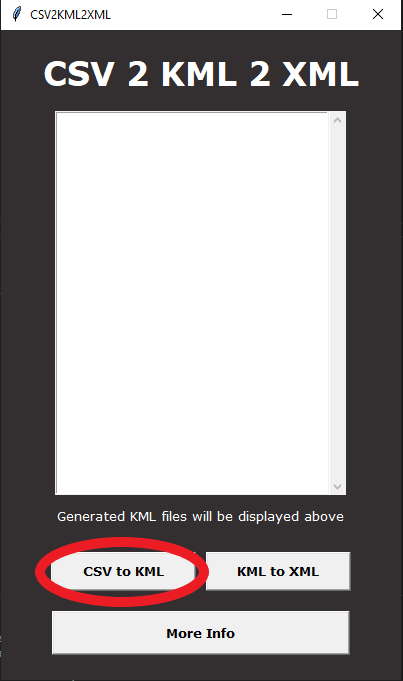 CSV2KML2XML
CSV 2 KML 2 XML
Generated KML files will be displayed above
CSV to KML
KML to XML
More Info